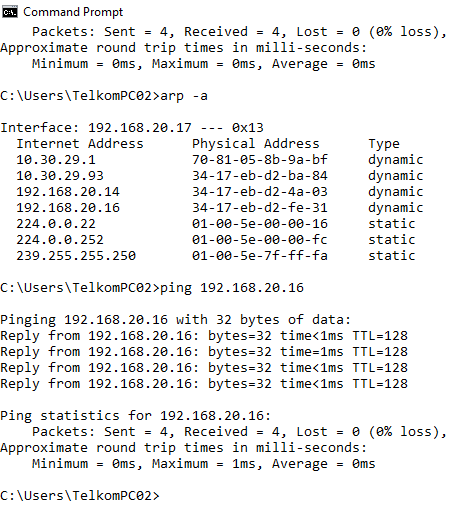 Command Prompt
Packets: Sent = 4, Received = 4, Lost = 0 (0% loss),
Approximate round trip times in milli-seconds:
Minimum = 0ms, Maximum = 0ms, Average = 0ms
C:\Users\TelkomPC02>arp -a
Interface: 192.168.20.17 --- 0x13
Internet Address Physical Address Type
10.30.29.1 70-81-05-8b-9a-bf dynamic
10.30.29.93 34-17-eb-d2-ba-84 dynamic
192.168.20.14 34-17-eb-d2-4a-03 dynamic
192.168.20.16 34-17-eb-d2-fe-31 dynamic
224.0.0.22 01-00-5e-00-00-16 static
224.0.0.252 01-00-5e-00-00-fc static
239.255.255.250 01-00-5e-7f-ff-fa static
C:\Users\TelkomPC02>ping 192.168.20.16
Pinging 192.168.20.16 with 32 bytes of data:
Reply from 192.168.20.16: bytes=32 time<1ms TTL=128
Reply from 192.168.20.16: bytes=32 time=1ms TTL=128
Reply from 192.168.20.16: bytes=32 time<1ms TTL=128
Reply from 192.168.20.16: bytes=32 time<1ms TTL=128
Ping statistics for 192.168.20.16:
Packets: Sent = 4, Received = 4, Lost = 0 (0% loss),
Approximate round trip times in milli-seconds:
Minimum = 0ms, Maximum = 1ms, Average = 0ms
C:\Users\TelkomPC02>